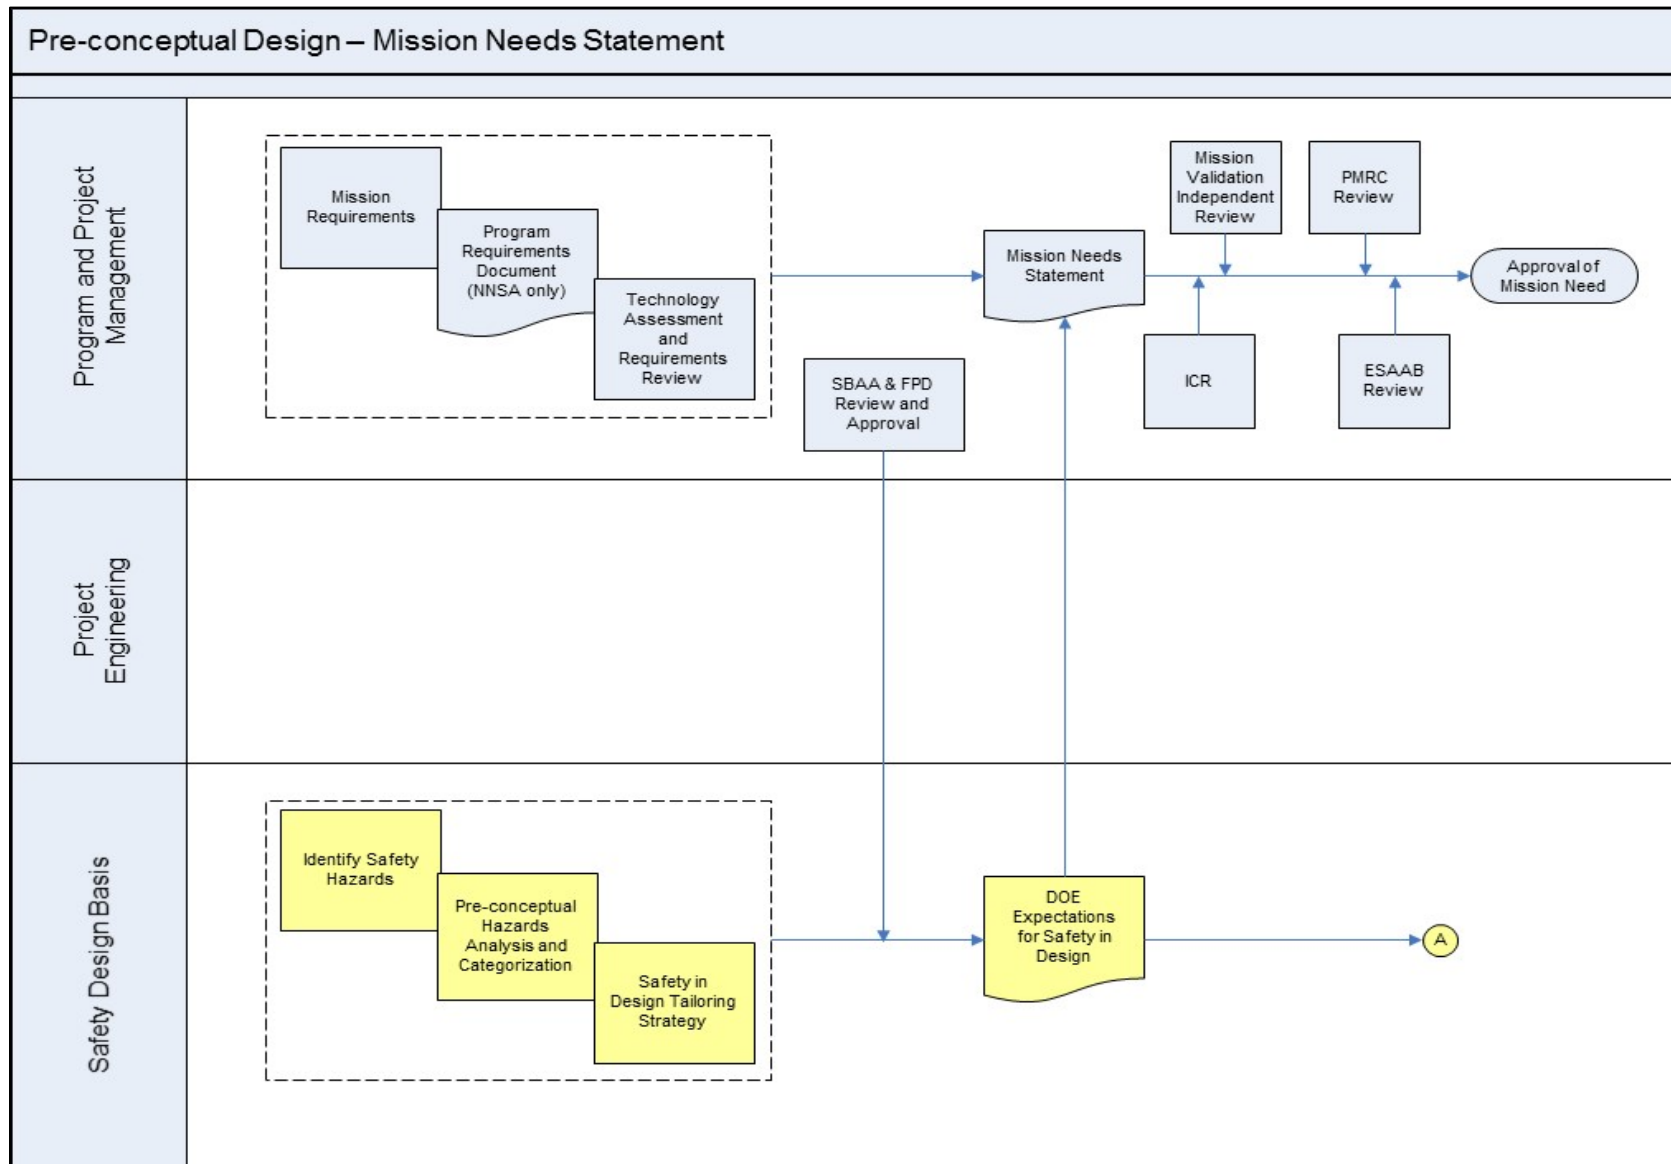 Pre-conceptual Design – Mission Needs Statement
Program and Project
Management
Mission
Requirements
Program
Requirements
Document
(NNSA only)
Technology
Assessment
and
Requirements
Review
SBAA & FPD
Review and
Approval
Mission Needs
Statement
Mission
Validation
Independent
Review
PMRC
Review
ICR
ESAAB
Review
Approval of
Mission Need
Project
Engineering
Safety Design Basis
Identify Safety
Hazards
Pre-conceptual
Hazards
Analysis and
Categorization
Safety in
Design Tailoring
Strategy
DOE
Expectations
for Safety in
Design
A